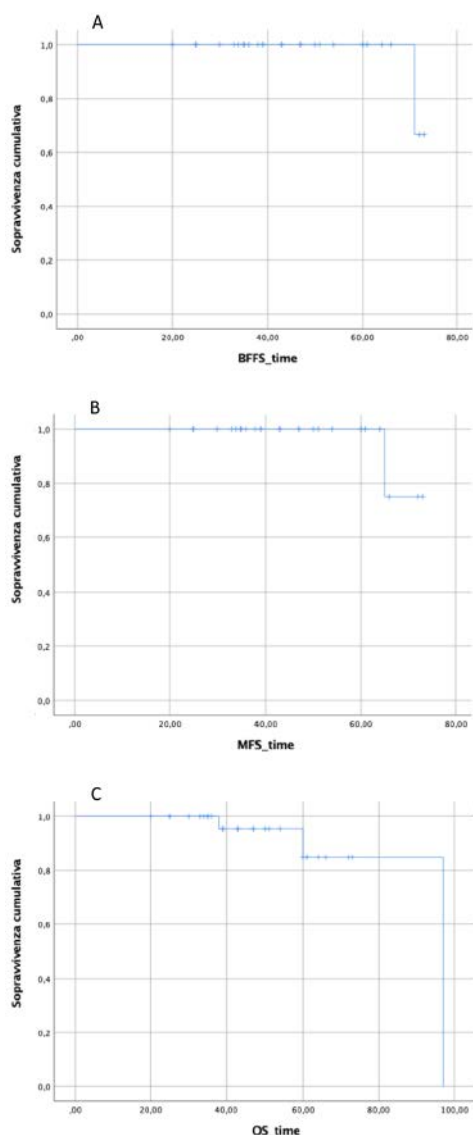 A
Sopravvivenza cumulativa
1,0
0,8
0,6
0,4
0,2
0,0
,00 20,00 40,00 60,00 80,00
BFFS_time
B
Sopravvivenza cumulativa
1,0
0,8
0,6
0,4
0,2
0,0
,00 20,00 40,00 60,00 80,00
MFS_time
C
Sopravvivenza cumulativa
1,0
0,8
0,6
0,4
0,2
0,0
,00 20,00 40,00 60,00 80,00 100,00
OS_time